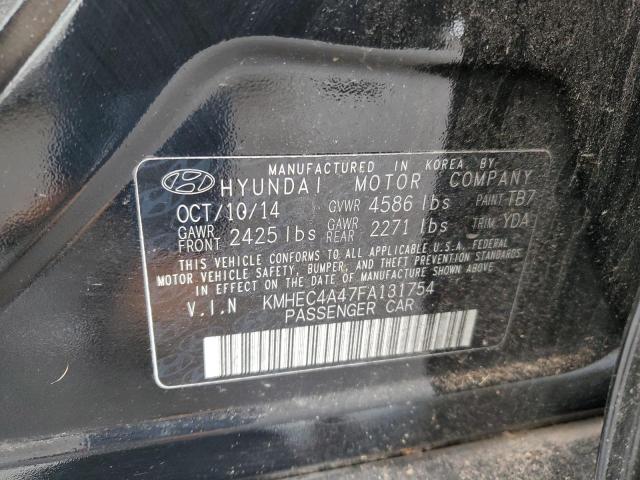 MANUFACTURED IN KOREA BY
HYUNDAI MOTOR COMPANY
OCT/10/14 GVWR 4586 lbs PAINT TB7
GAWR FRONT 2425 lbs GAWR REAR 2271 lbs TRIM YDA
THIS VEHICLE CONFORMS TO ALL APPLICABLE U.S.A. FEDERAL
MOTOR VEHICLE SAFETY, BUMPER, AND THEFT PREVENTION
STANDARDS IN EFFECT ON THE DATE OF MANUFACTURE SHOWN ABOVE.
V.I.N KMHEC4A47FA131754
PASSENGER CAR